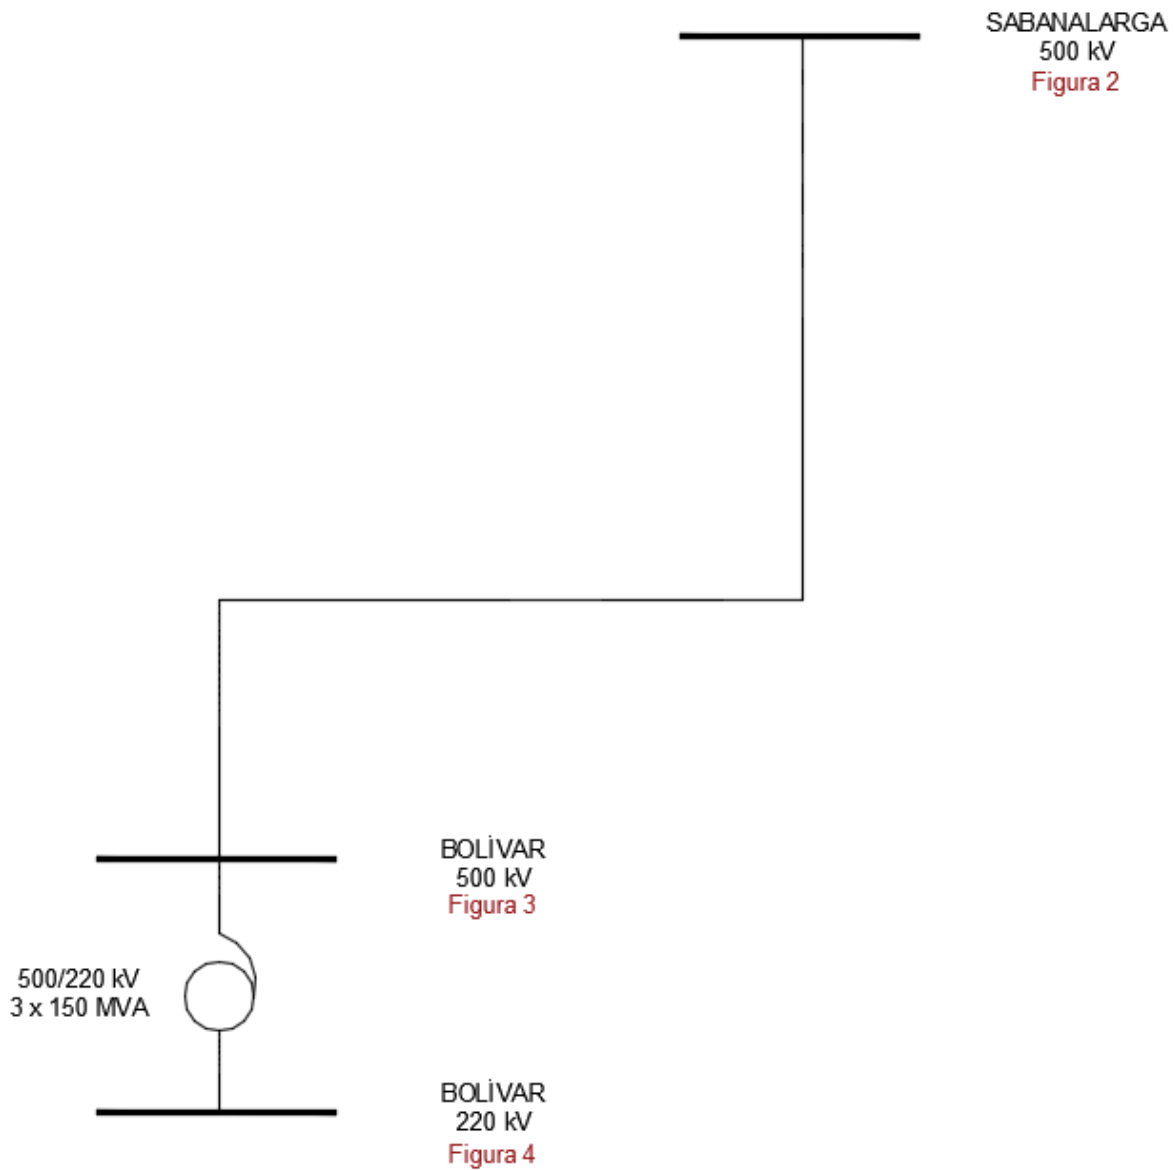 SABANALARGA
500 kV
Figura 2
BOLİVAR
500 kV
Figura 3
500/220 kV
3 x 150 MVA
BOLİVAR
220 kV
Figura 4